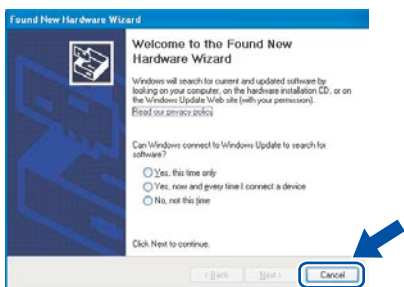 Found New Hardware Wizard
Welcome to the Found New
Hardware Wizard
Windows will search for current and updated software by
looking on your computer, on the hardware installation CD, or on
the Windows Update Web site (with your permission).
Read our privacy policy
Can Windows connect to Windows Update to search for
software?
Yes, this time only
Yes, now and every time I connect a device
No, not this time
Click Next to continue.
< Back
Next >
Cancel